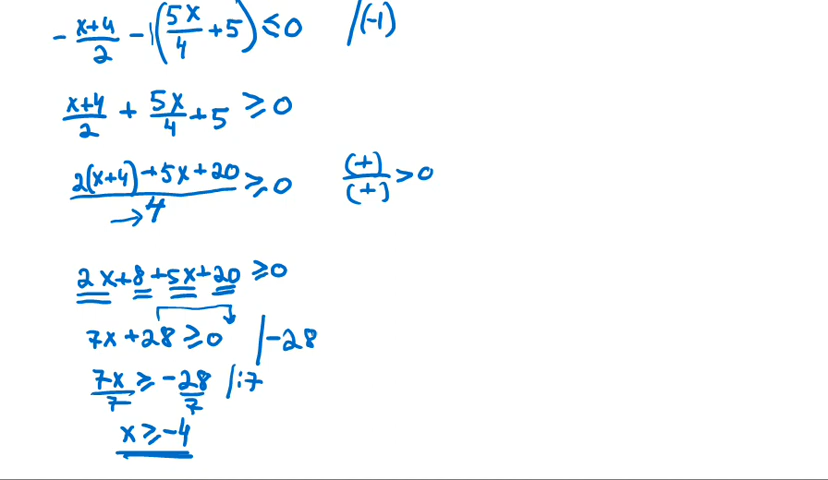 - (x+4)/2 - 1(5x/4 + 5) ≤ 0 /(-1)
(x+4)/2 + 5x/4 + 5 ≥ 0
(2(x+4)+5x+20)/4 ≥ 0 (+)/(+) > 0
2x+8+5x+20 ≥ 0
7x+28 ≥ 0 /-28
7x/7 ≥ -28/7 /:7
x ≥ -4